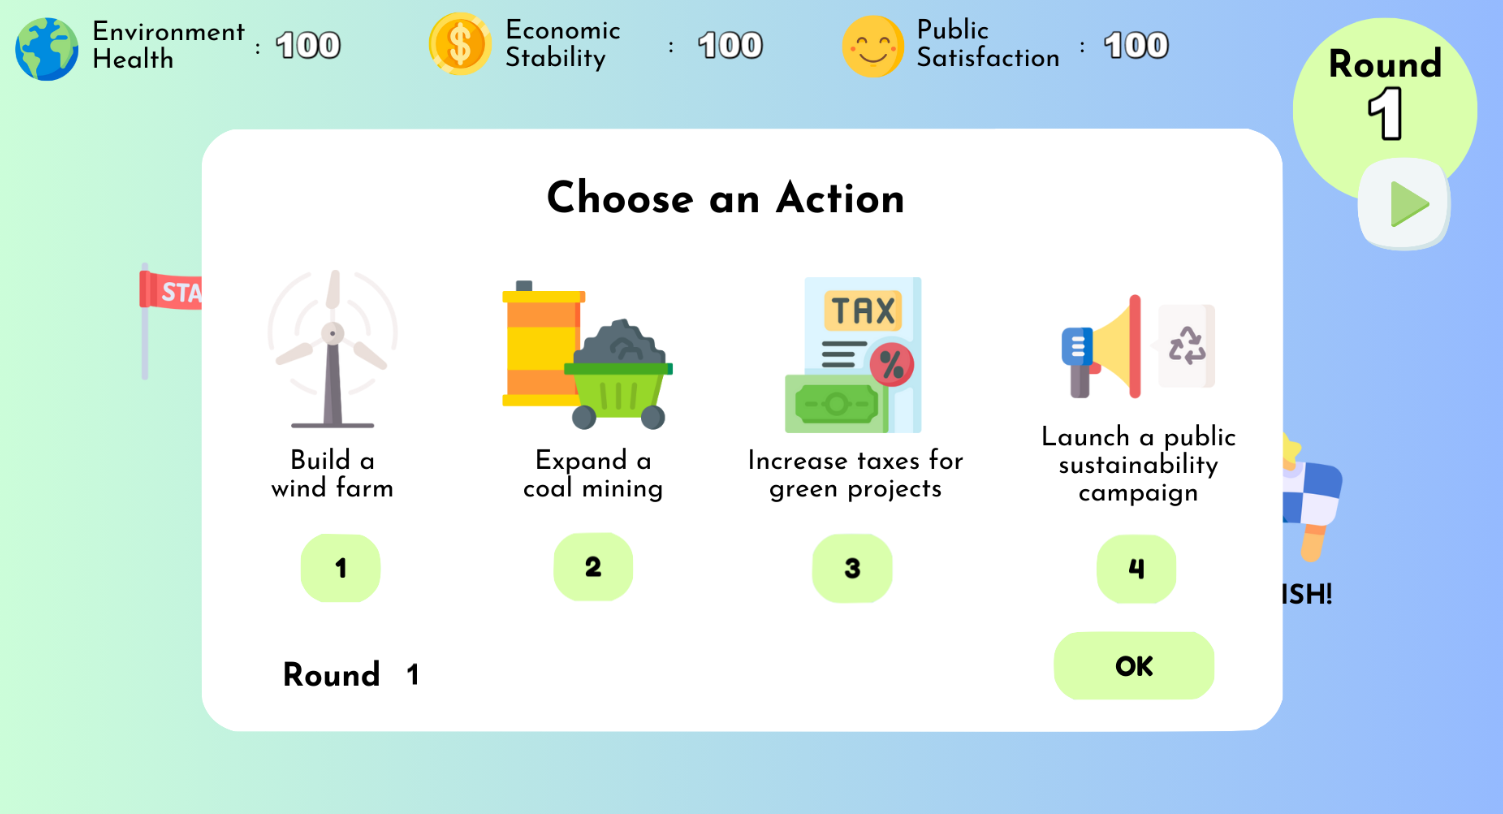 Environment
Health : 100
Economic
Stability : 100
Public
Satisfaction : 100
Round
1
Choose an Action
STA
TAX
%
Build a
wind farm
Expand a
coal mining
Increase taxes for
green projects
Launch a public
sustainability
campaign
1
2
3
4
ISH!
Round 1
OK